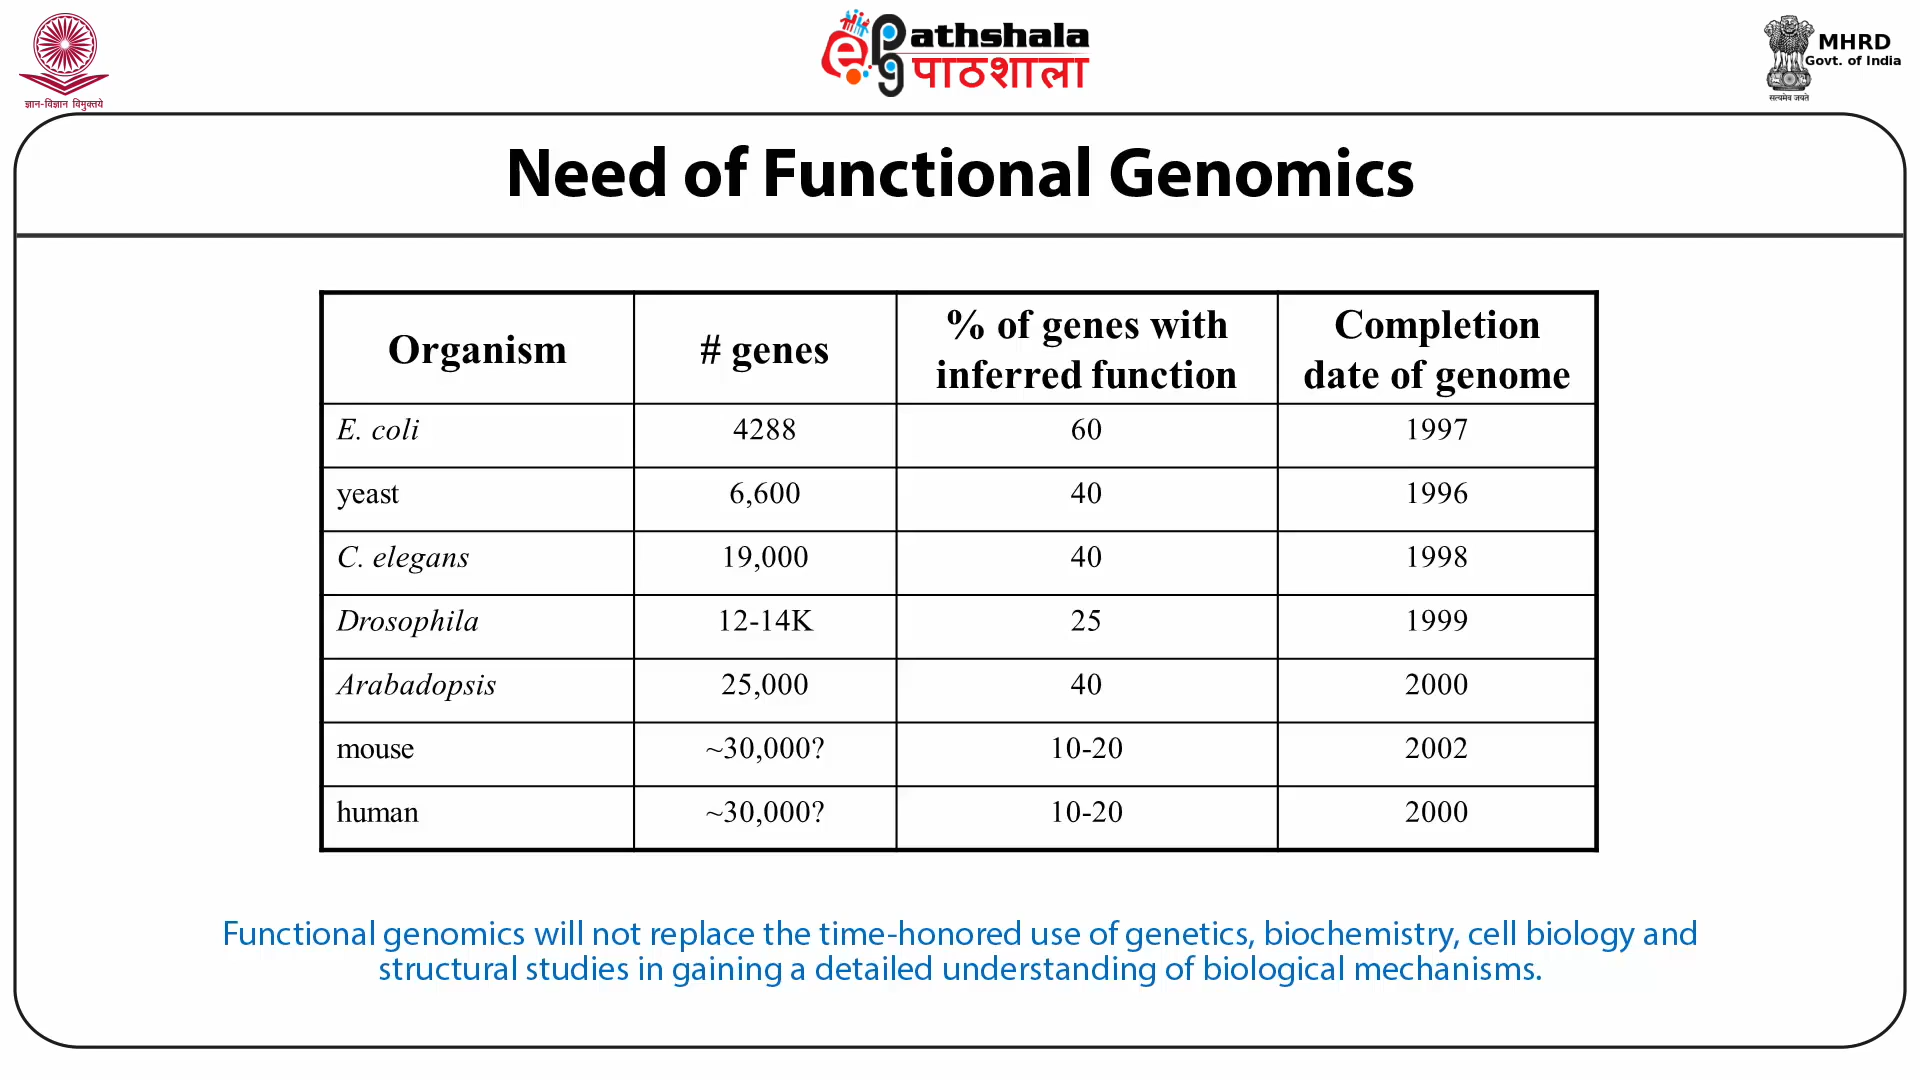 ज्ञान-विज्ञान विमुक्तये
e Pathshala
पाठशाला
MHRD
Govt. of India
सत्यमेव जयते
Need of Functional Genomics
Organism # genes % of genes with inferred function Completion date of genome
E. coli 4288 60 1997
yeast 6,600 40 1996
C. elegans 19,000 40 1998
Drosophila 12-14K 25 1999
Arabadopsis 25,000 40 2000
mouse ~30,000? 10-20 2002
human ~30,000? 10-20 2000
Functional genomics will not replace the time-honored use of genetics, biochemistry, cell biology and
structural studies in gaining a detailed understanding of biological mechanisms.